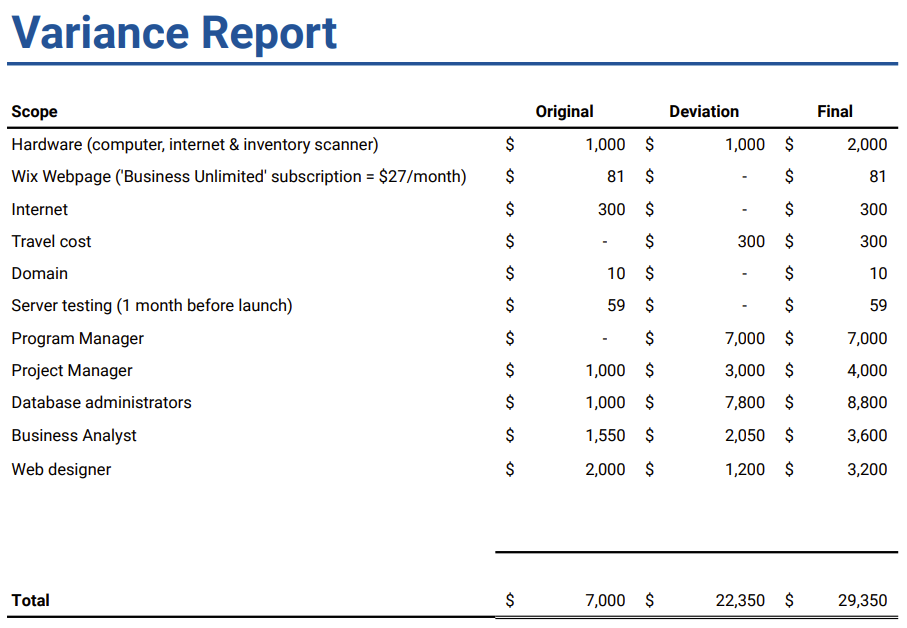 Variance Report
Scope Original Deviation Final
Hardware (computer, internet & inventory scanner) $ 1,000 $ 1,000 $ 2,000
Wix Webpage ('Business Unlimited' subscription = $27/month) $ 81 $ - $ 81
Internet $ 300 $ - $ 300
Travel cost $ - $ 300 $ 300
Domain $ 10 $ - $ 10
Server testing (1 month before launch) $ 59 $ - $ 59
Program Manager $ - $ 7,000 $ 7,000
Project Manager $ 1,000 $ 3,000 $ 4,000
Database administrators $ 1,000 $ 7,800 $ 8,800
Business Analyst $ 1,550 $ 2,050 $ 3,600
Web designer $ 2,000 $ 1,200 $ 3,200
Total $ 7,000 $ 22,350 $ 29,350